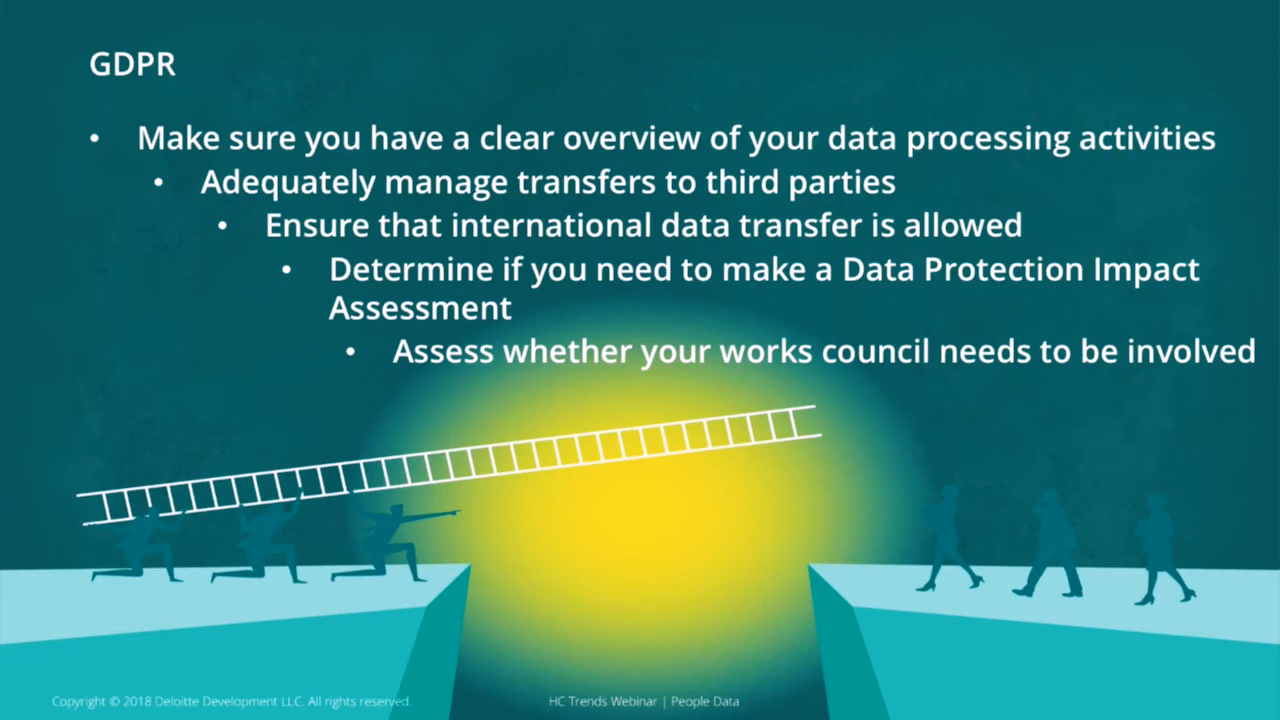 GDPR
• Make sure you have a clear overview of your data processing activities
• Adequately manage transfers to third parties
• Ensure that international data transfer is allowed
• Determine if you need to make a Data Protection Impact
Assessment
• Assess whether your works council needs to be involved
Copyright © 2018 Deloitte Development LLC. All rights reserved.
HC Trends Webinar | People Data